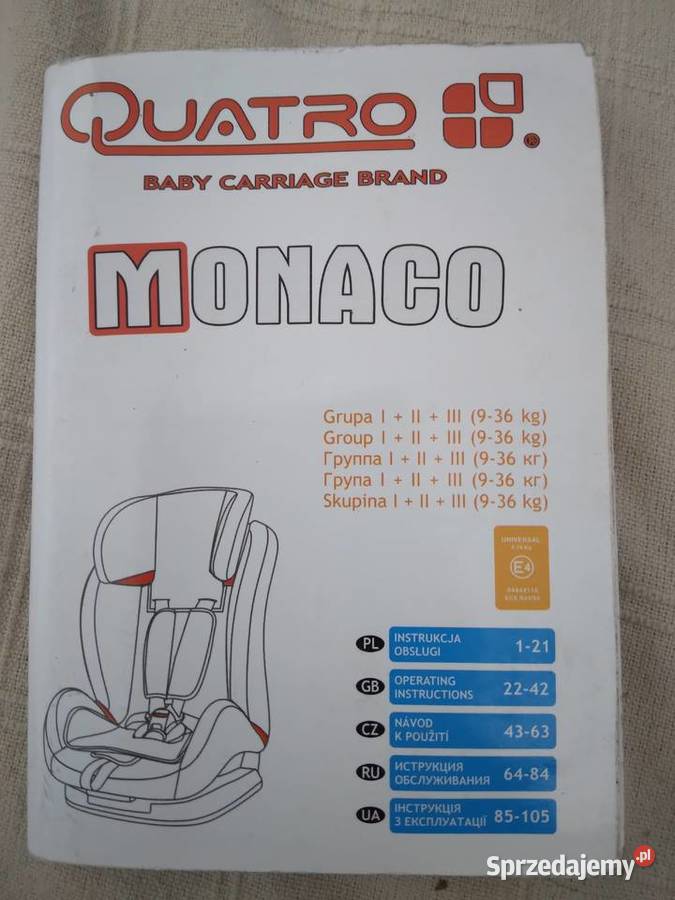 QUATRO
BABY CARRIAGE BRAND
MONACO
Grupa I + II + III (9-36 kg)
Group I + II + III (9-36 kg)
Группа I + II + III (9-36 кг)
Група I + II + III (9-36 кг)
Skupina I + II + III (9-36 kg)
UNIVERSAL
E4
PL INSTRUKCJA OBSŁUGI 1-21
GB OPERATING INSTRUCTIONS 22-42
CZ NÁVOD K POUŽITÍ 43-63
RU ИСТРУКЦИЯ ОБСЛУЖИВАНИЯ 64-84
UA ІНСТРУКЦІЯ З ЕКСПЛУАТАЦІЇ 85-105
Sprzedajemy.pl